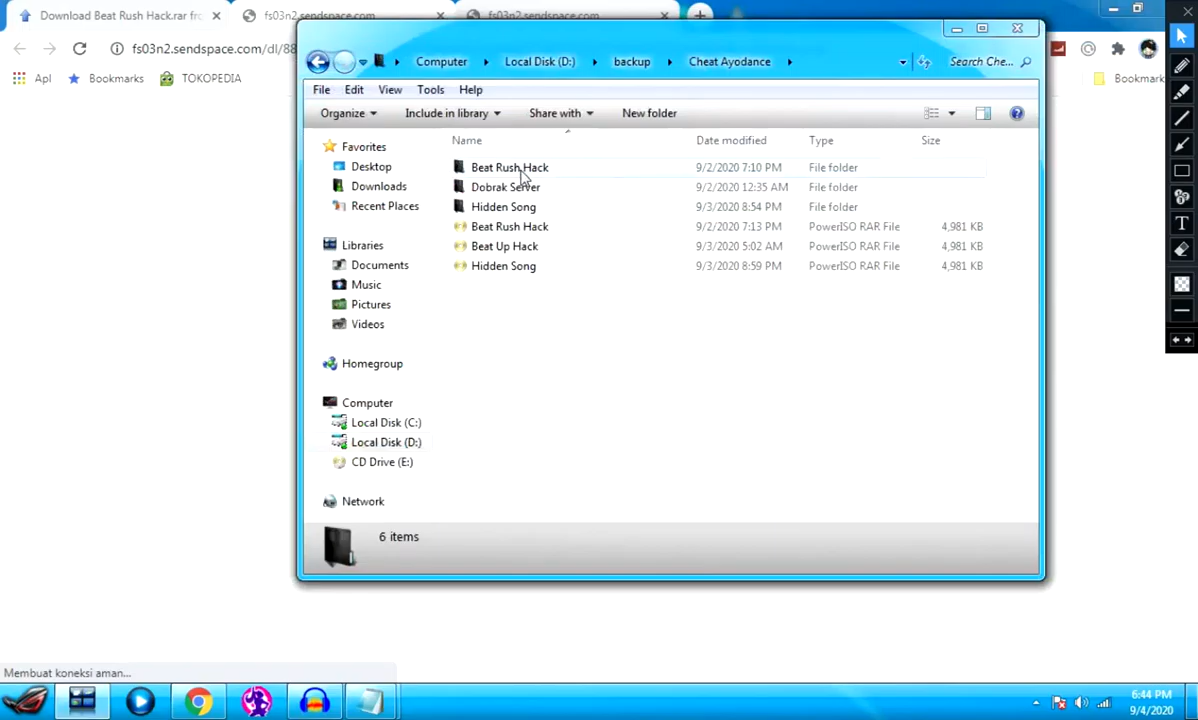 Download Beat Rush Hack.rar fro
fs03n2.sendspace.com/dl/
fs03n2.sendspace.com/dl/
fs03n2.sendspace.com/dl/88
Apl
Bookmarks
TOKOPEDIA
Bookmark
Computer
Local Disk (D:)
backup
Cheat Ayodance
Search Che...
File
Edit
View
Tools
Help
Organize
Include in library
Share with
New folder
Name
Date modified
Type
Size
Favorites
Desktop
Downloads
Recent Places
Libraries
Documents
Music
Pictures
Videos
Homegroup
Computer
Local Disk (C:)
Local Disk (D:)
CD Drive (E:)
Network
Beat Rush Hack 9/2/2020 7:10 PM File folder
Dobrak Server 9/2/2020 12:35 AM File folder
Hidden Song 9/3/2020 8:54 PM File folder
Beat Rush Hack 9/2/2020 7:13 PM PowerISO RAR File 4,981 KB
Beat Up Hack 9/3/2020 5:02 AM PowerISO RAR File 4,981 KB
Hidden Song 9/3/2020 8:59 PM PowerISO RAR File 4,981 KB
6 items
Membuat koneksi aman...
6:44 PM
9/4/2020